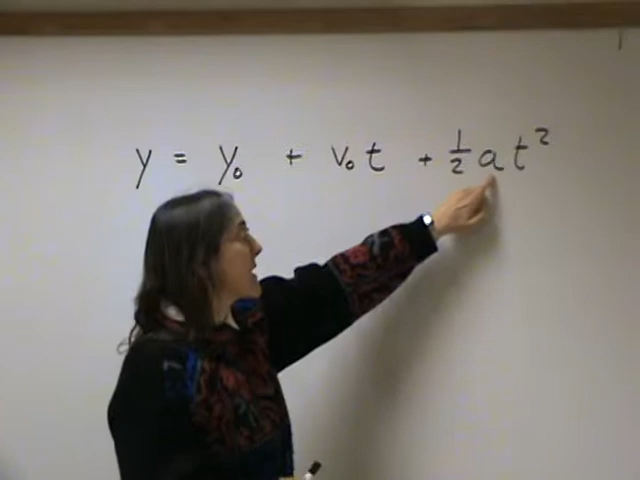 y = y₀ + v₀t + ½at²